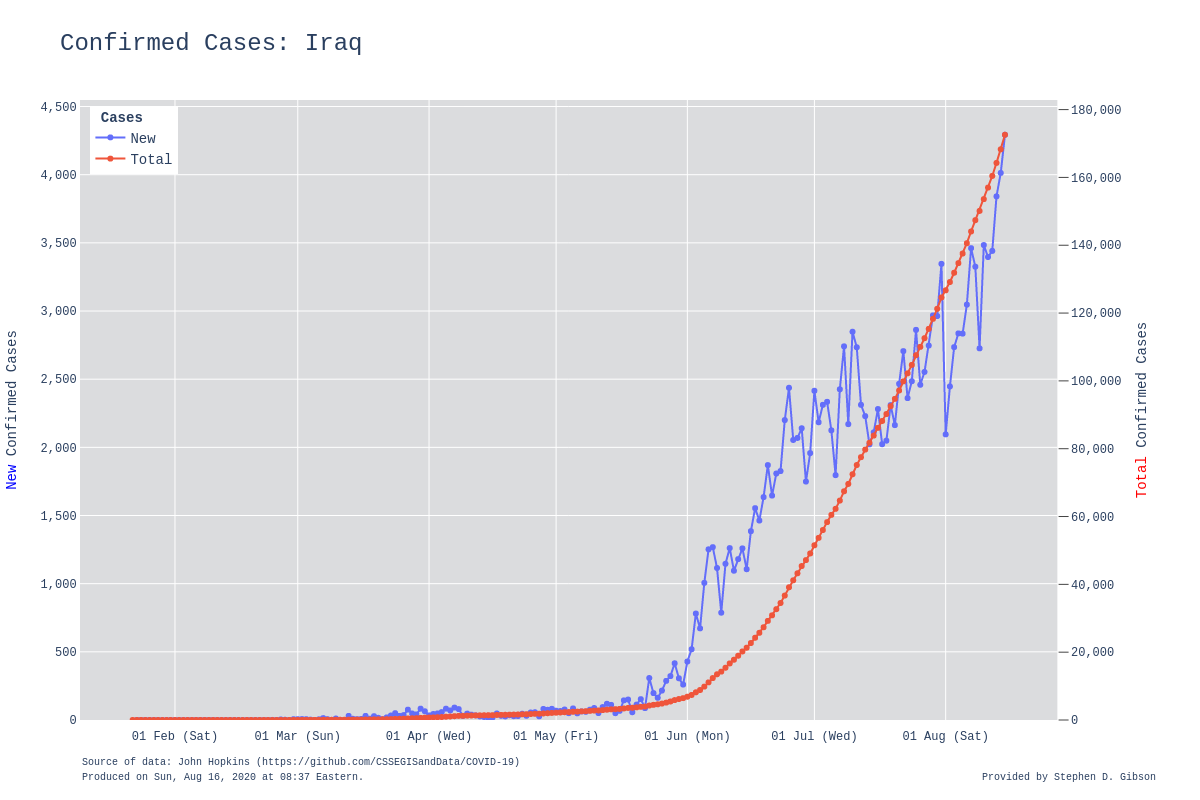 Confirmed Cases: Iraq
Cases
New
Total
4,500
4,000
3,500
3,000
2,500
2,000
1,500
1,000
500
0
New Confirmed Cases
180,000
160,000
140,000
120,000
100,000
80,000
60,000
40,000
20,000
0
Total Confirmed Cases
01 Feb (Sat)
01 Mar (Sun)
01 Apr (Wed)
01 May (Fri)
01 Jun (Mon)
01 Jul (Wed)
01 Aug (Sat)
Source of data: John Hopkins (https://github.com/CSSEGISandData/COVID-19)
Produced on Sun, Aug 16, 2020 at 08:37 Eastern.
Provided by Stephen D. Gibson